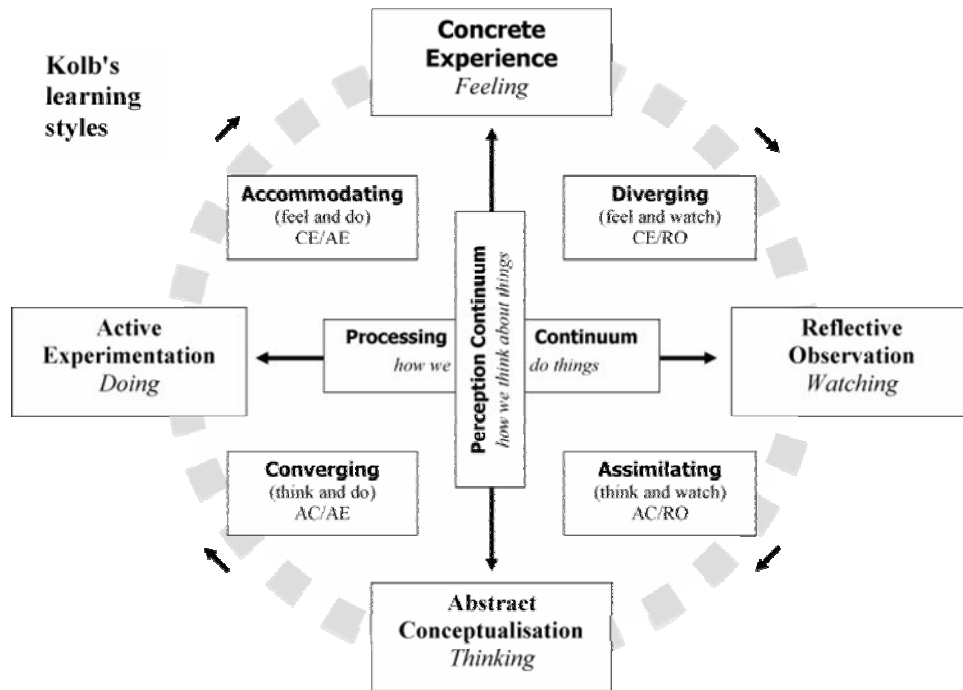 Kolb's
learning
styles
Concrete
Experience
Feeling
Accommodating
(feel and do)
CE/AE
Diverging
(feel and watch)
CE/RO
Active
Experimentation
Doing
Processing Continuum
how we do things
Perception Continuum
how we think about things
Reflective
Observation
Watching
Converging
(think and do)
AC/AE
Assimilating
(think and watch)
AC/RO
Abstract
Conceptualisation
Thinking